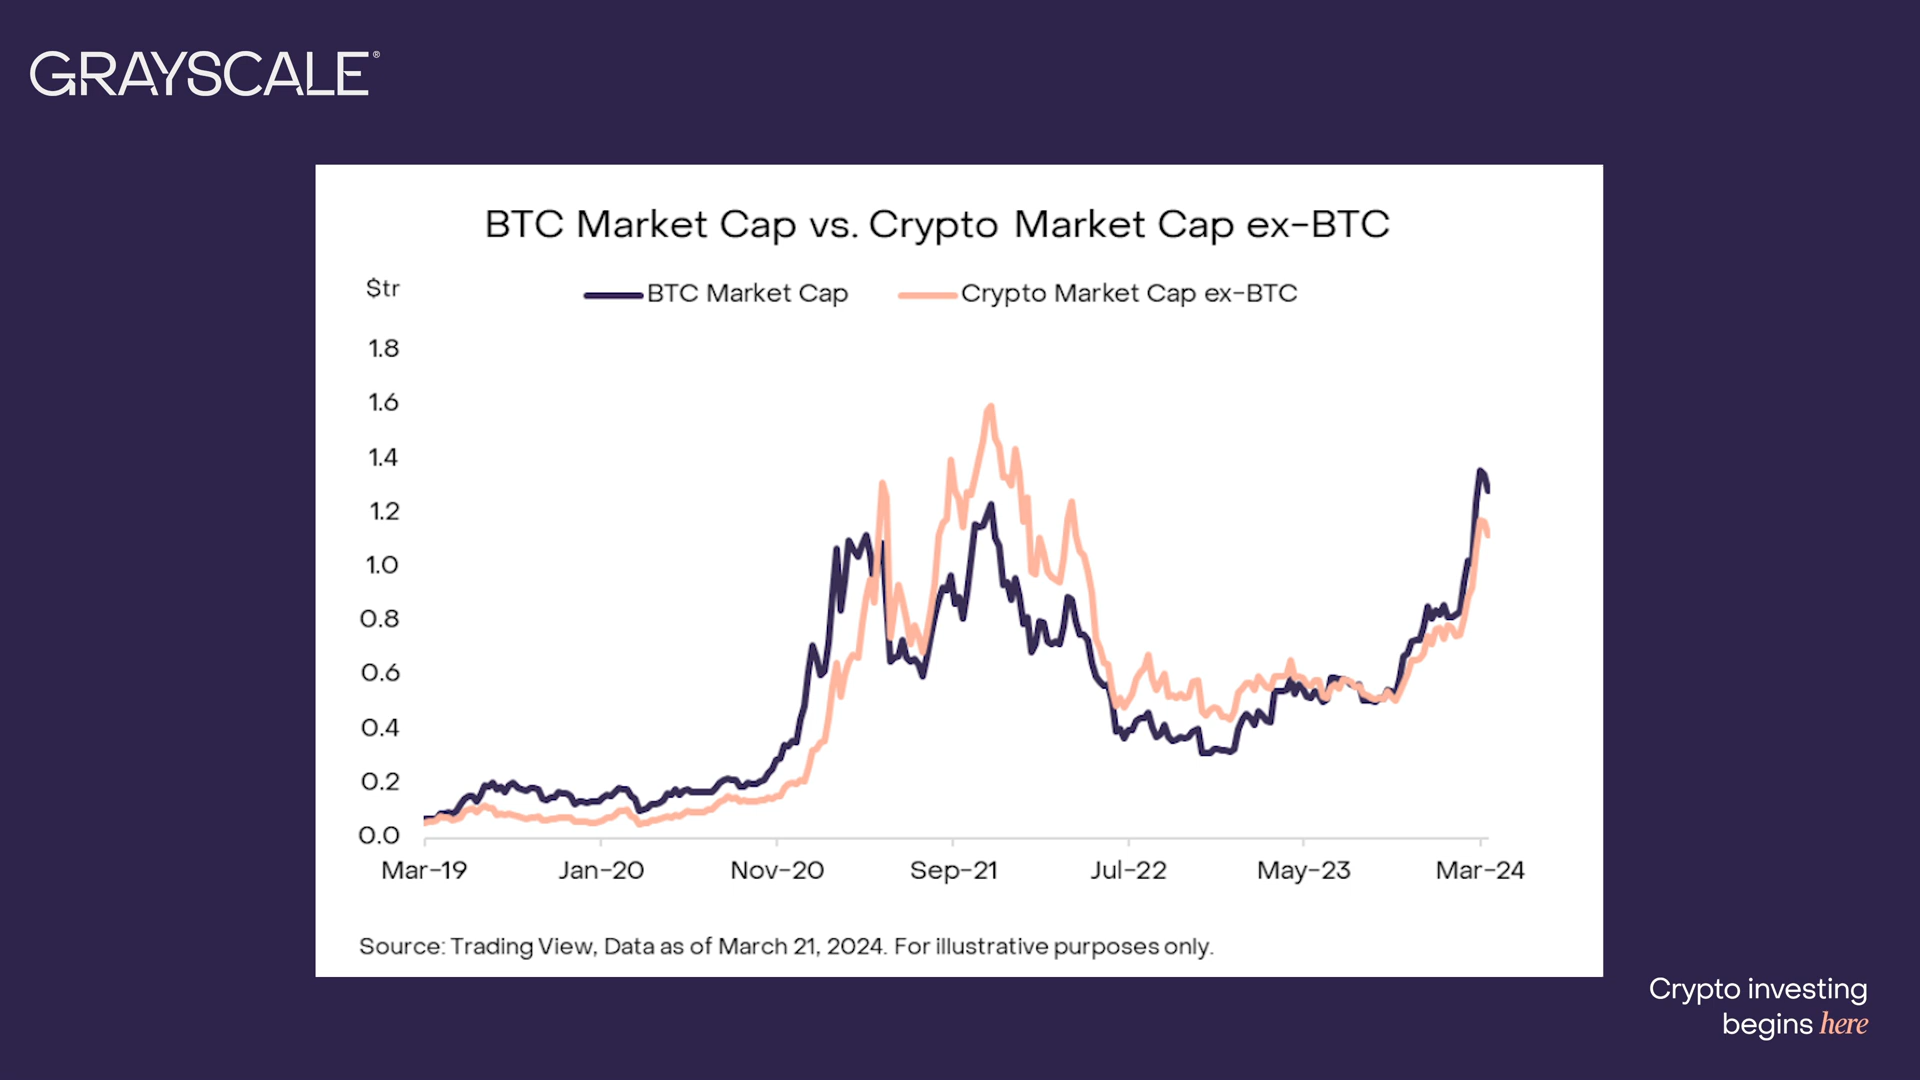 GRAYSCALE®
BTC Market Cap vs. Crypto Market Cap ex-BTC
$tr
BTC Market Cap
Crypto Market Cap ex-BTC
1.8
1.6
1.4
1.2
1.0
0.8
0.6
0.4
0.2
0.0
Mar-19 Jan-20 Nov-20 Sep-21 Jul-22 May-23 Mar-24
Source: Trading View, Data as of March 21, 2024. For illustrative purposes only.
Crypto investing
begins here